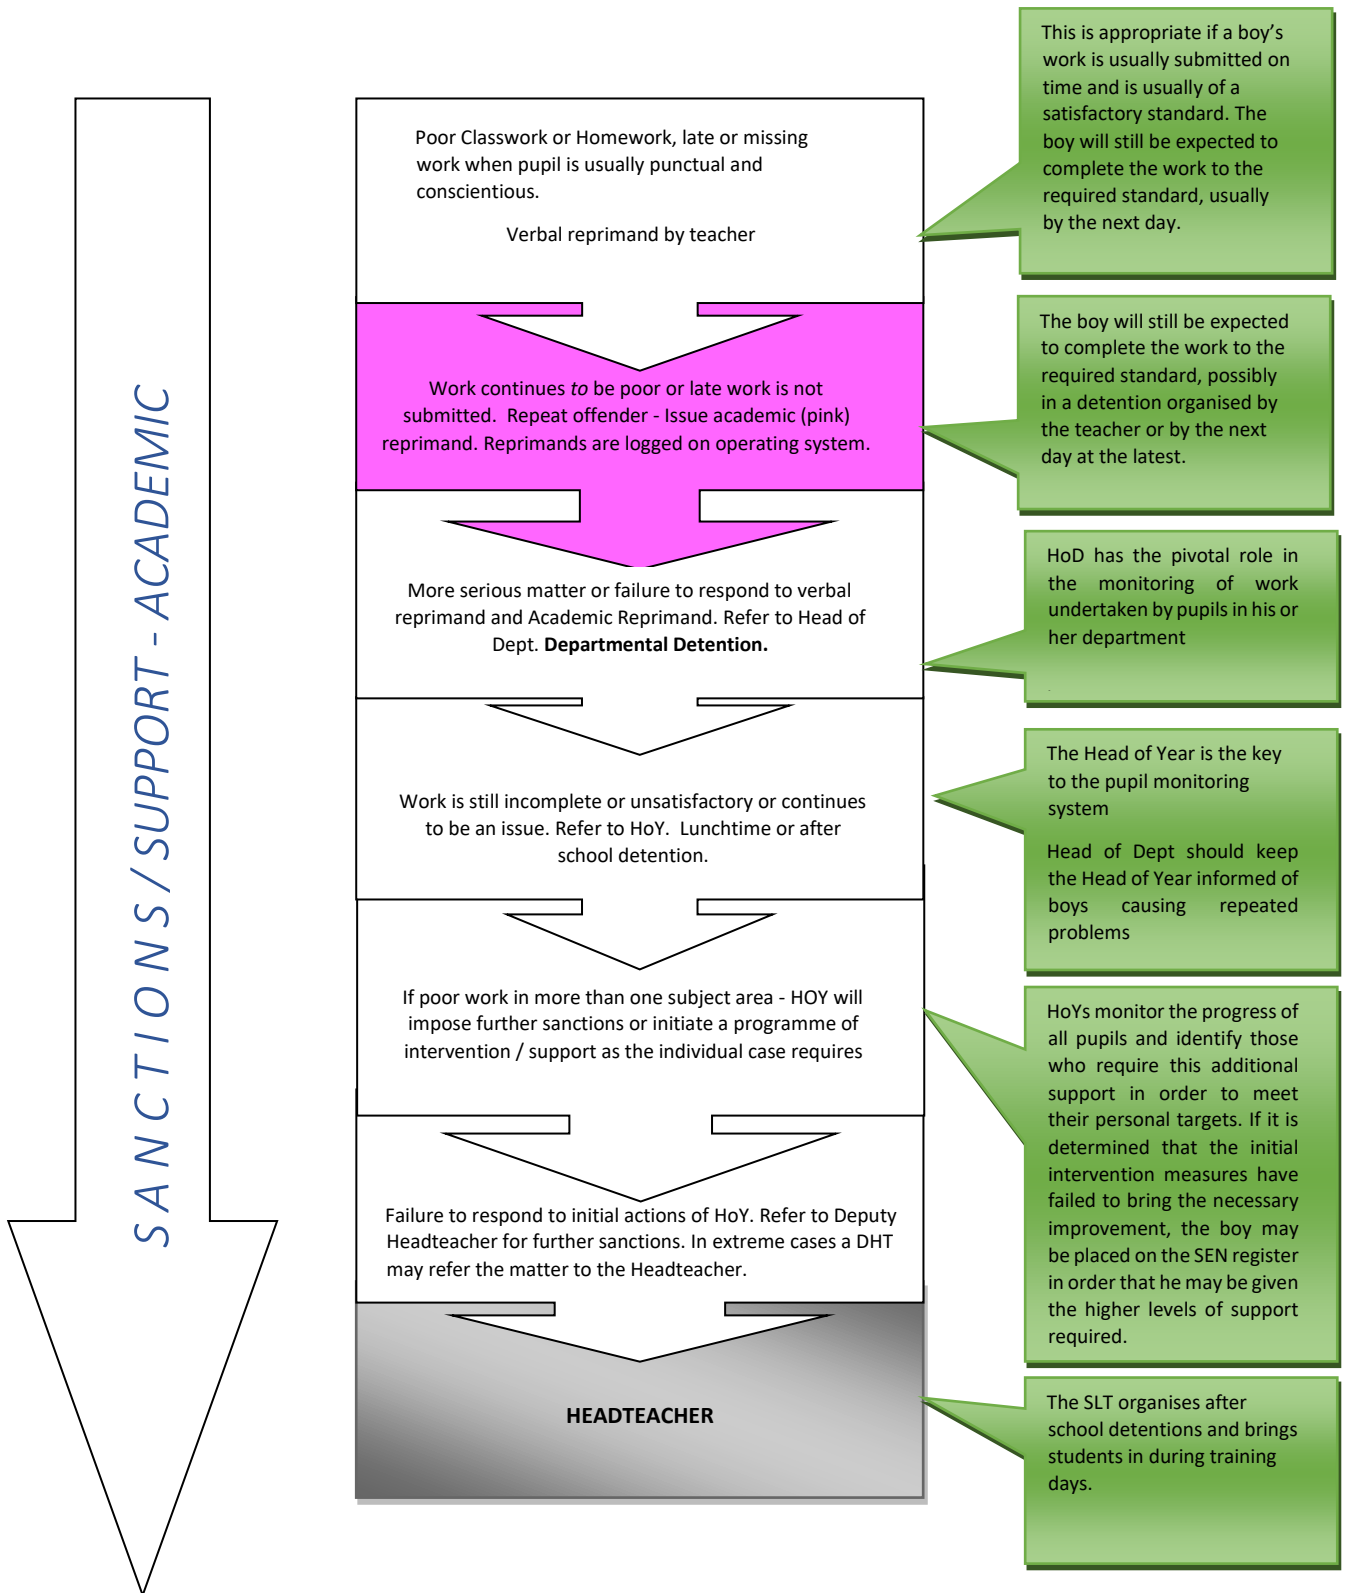 SANCTIONS/SUPPORT - ACADEMIC
Poor Classwork or Homework, late or missing
work when pupil is usually punctual and
conscientious.
Verbal reprimand by teacher
This is appropriate if a boy’s
work is usually submitted on
time and is usually of a
satisfactory standard. The
boy will still be expected to
complete the work to the
required standard, usually
by the next day.
Work continues to be poor or late work is not
submitted. Repeat offender - Issue academic (pink)
reprimand. Reprimands are logged on operating system.
The boy will still be expected
to complete the work to the
required standard, possibly
in a detention organised by
the teacher or by the next
day at the latest.
More serious matter or failure to respond to verbal
reprimand and Academic Reprimand. Refer to Head of
Dept. Departmental Detention.
HoD has the pivotal role in
the monitoring of work
undertaken by pupils in his or
her department
.
Work is still incomplete or unsatisfactory or continues
to be an issue. Refer to HoY. Lunchtime or after
school detention.
The Head of Year is the key
to the pupil monitoring
system
Head of Dept should keep
the Head of Year informed of
boys causing repeated
problems
If poor work in more than one subject area - HOY will
impose further sanctions or initiate a programme of
intervention / support as the individual case requires
HoYs monitor the progress of
all pupils and identify those
who require this additional
support in order to meet
their personal targets. If it is
determined that the initial
intervention measures have
failed to bring the necessary
improvement, the boy may
be placed on the SEN register
in order that he may be given
the higher levels of support
required.
Failure to respond to initial actions of HoY. Refer to Deputy
Headteacher for further sanctions. In extreme cases a DHT
may refer the matter to the Headteacher.
HEADTEACHER
The SLT organises after
school detentions and brings
students in during training
days.